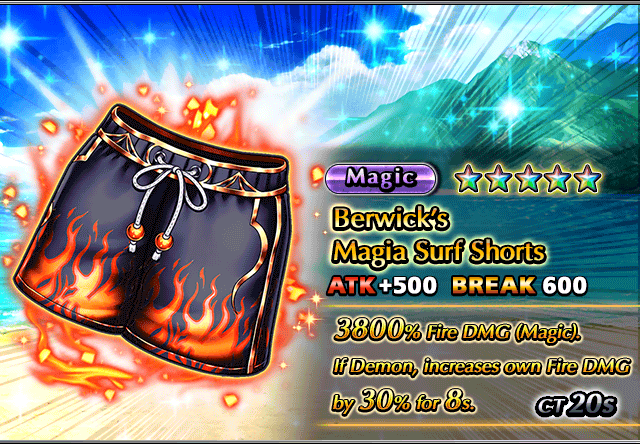 Magic
Berwick's
Magia Surf Shorts
ATK+500 BREAK 600
3800% Fire DMG (Magic).
If Demon, increases own Fire DMG
by 30% for 8s. CT 20s